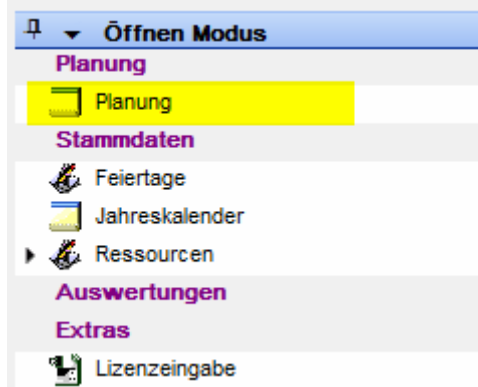 Öffnen Modus
Planung
Planung
Stammdaten
Feiertage
Jahreskalender
Ressourcen
Auswertungen
Extras
Lizenzeingabe